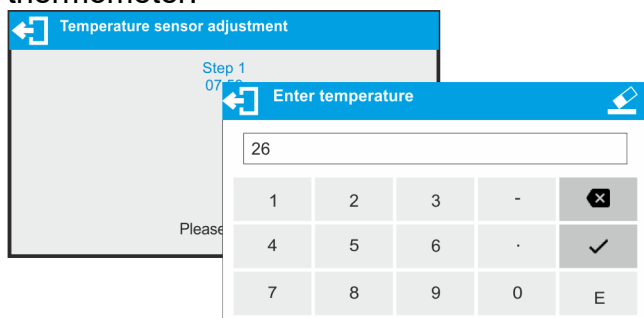 thermometer.
Temperature sensor adjustment
Step 1
Enter temperature
26
1 2 3 -
Please
4 5 6 .
7 8 9 0 E